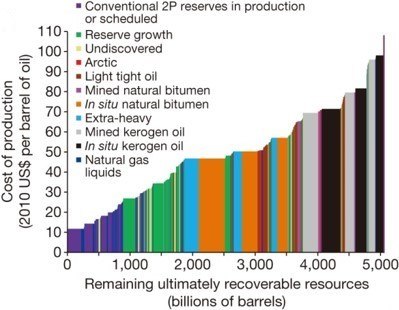 Conventional 2P reserves in production
or scheduled
Reserve growth
Undiscovered
Arctic
Light tight oil
Mined natural bitumen
In situ natural bitumen
Extra-heavy
Mined kerogen oil
In situ kerogen oil
Natural gas
liquids
Cost of production
(2010 US$ per barrel of oil)
110
100
90
80
70
60
50
40
30
20
10
0
0
1,000
2,000
3,000
4,000
5,000
Remaining ultimately recoverable resources
(billions of barrels)